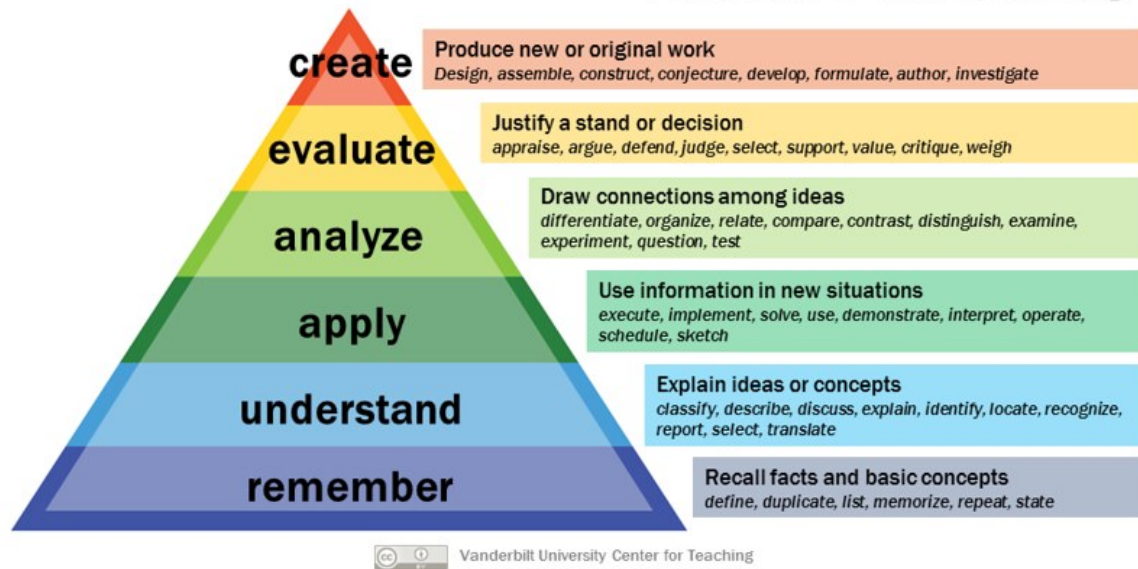 create
Produce new or original work
Design, assemble, construct, conjecture, develop, formulate, author, investigate
evaluate
Justify a stand or decision
appraise, argue, defend, judge, select, support, value, critique, weigh
analyze
Draw connections among ideas
differentiate, organize, relate, compare, contrast, distinguish, examine,
experiment, question, test
apply
Use information in new situations
execute, implement, solve, use, demonstrate, interpret, operate,
schedule, sketch
understand
Explain ideas or concepts
classify, describe, discuss, explain, identify, locate, recognize,
report, select, translate
remember
Recall facts and basic concepts
define, duplicate, list, memorize, repeat, state
cc
Vanderbilt University Center for Teaching